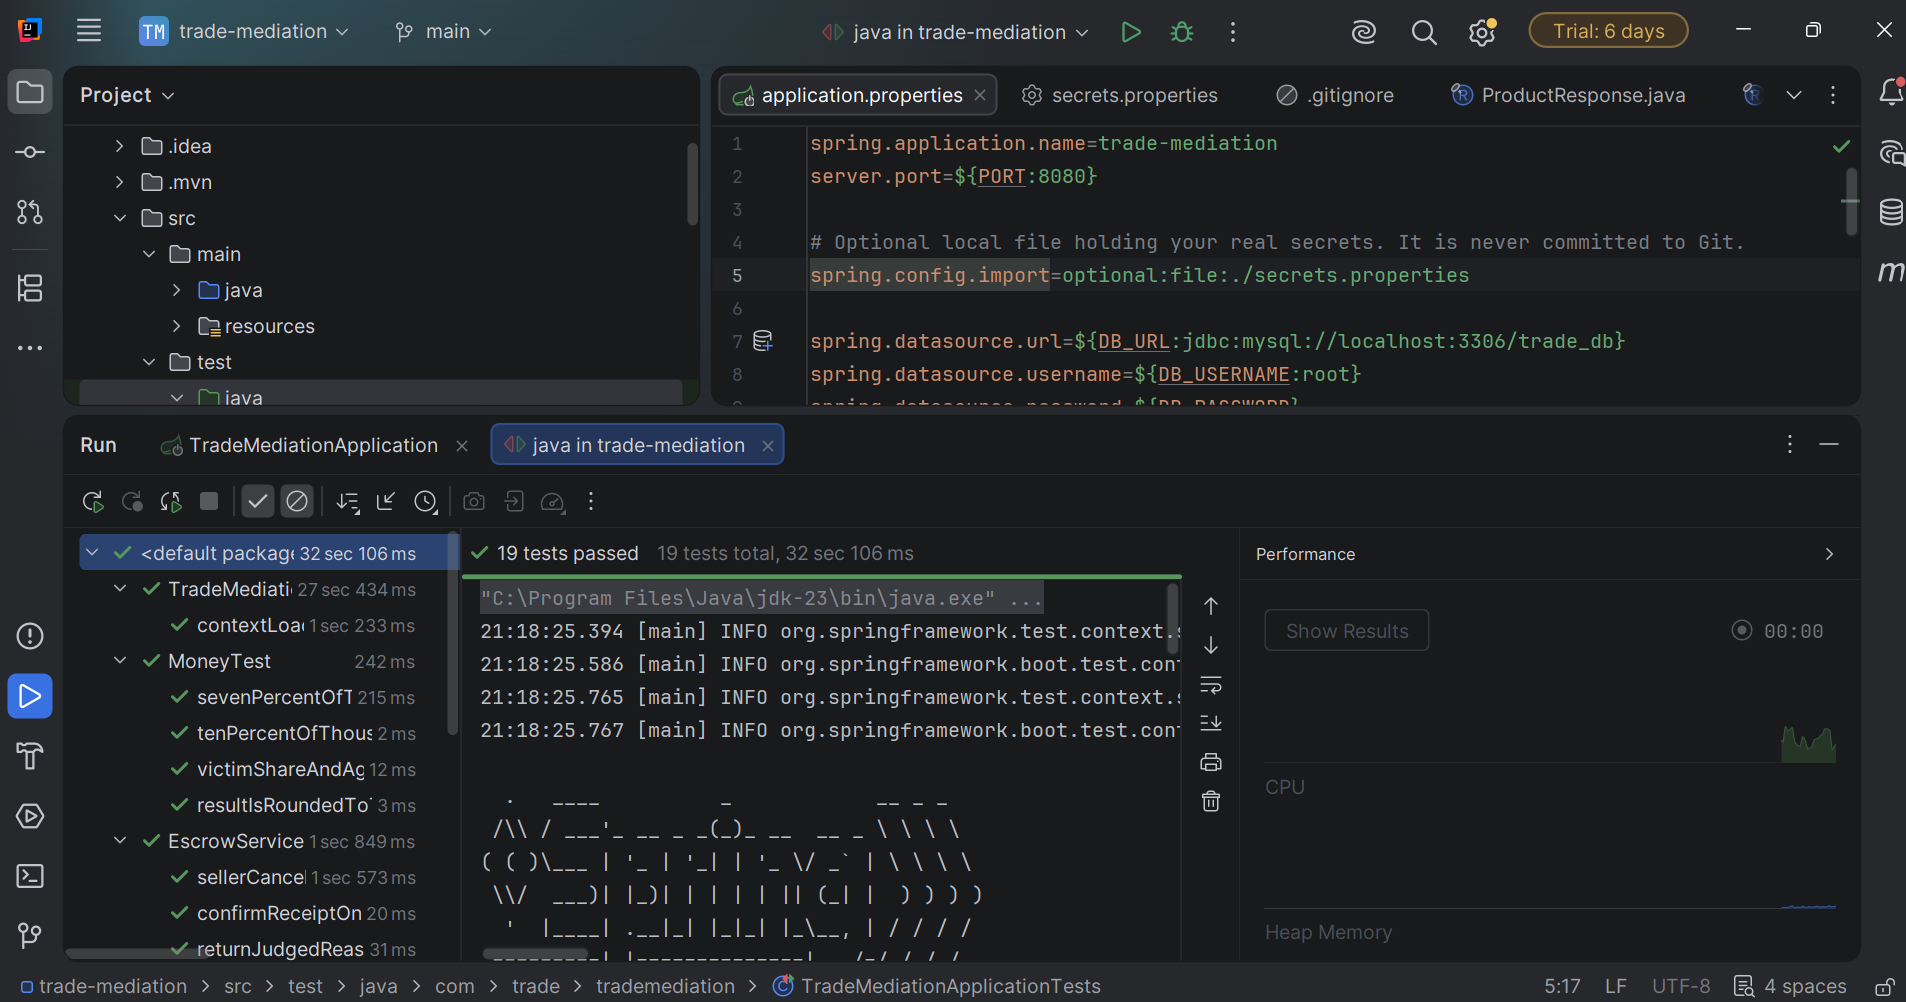 TM trade-mediation main java in trade-mediation Trial: 6 days
Project
.idea
.mvn
src
main
java
resources
test
java
application.properties secrets.properties .gitignore ProductResponse.java
1 spring.application.name=trade-mediation
2 server.port=${PORT:8080}
3
4 # Optional local file holding your real secrets. It is never committed to Git.
5 spring.config.import=optional:file:./secrets.properties
6
7 spring.datasource.url=${DB_URL:jdbc:mysql://localhost:3306/trade_db}
8 spring.datasource.username=${DB_USERNAME:root}
spring.datasource.password=${DB_PASSWORD}
Run TradeMediationApplication java in trade-mediation
<default package 32 sec 106 ms
TradeMediati 27 sec 434 ms
contextLoa 1 sec 233 ms
MoneyTest 242 ms
sevenPercentOfT 215 ms
tenPercentOfThous 2 ms
victimShareAndAg 12 ms
resultIsRoundedTo 3 ms
EscrowService 1 sec 849 ms
sellerCancel 1 sec 573 ms
confirmReceiptOn 20 ms
returnJudgedReas 31 ms
19 tests passed 19 tests total, 32 sec 106 ms
"C:\Program Files\Java\jdk-23\bin\java.exe" ...
21:18:25.394 [main] INFO org.springframework.test.context.s
21:18:25.586 [main] INFO org.springframework.boot.test.con
21:18:25.765 [main] INFO org.springframework.test.context.s
21:18:25.767 [main] INFO org.springframework.boot.test.con
Performance
Show Results 00:00
CPU
Heap Memory
trade-mediation > src > test > java > com > trade > trademediation > TradeMediationApplicationTests 5:17 LF UTF-8 4 spaces